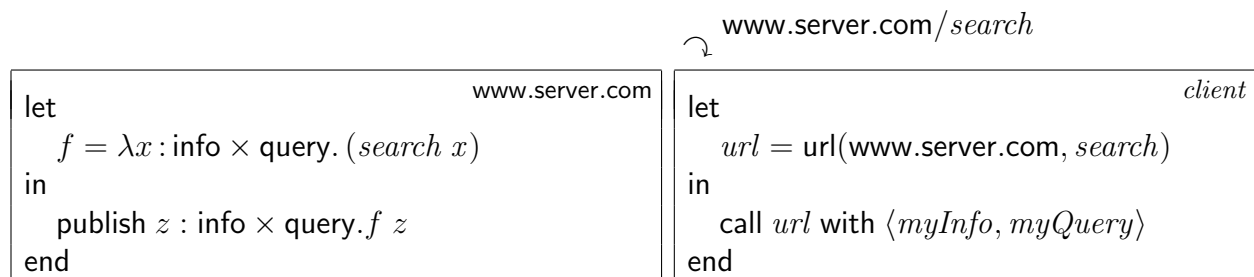 www.server.com/search
www.server.com
let
f = λx : info × query. (search x)
in
publish z : info × query.f z
end
client
let
url = url(www.server.com, search)
in
call url with ⟨myInfo, myQuery⟩
end